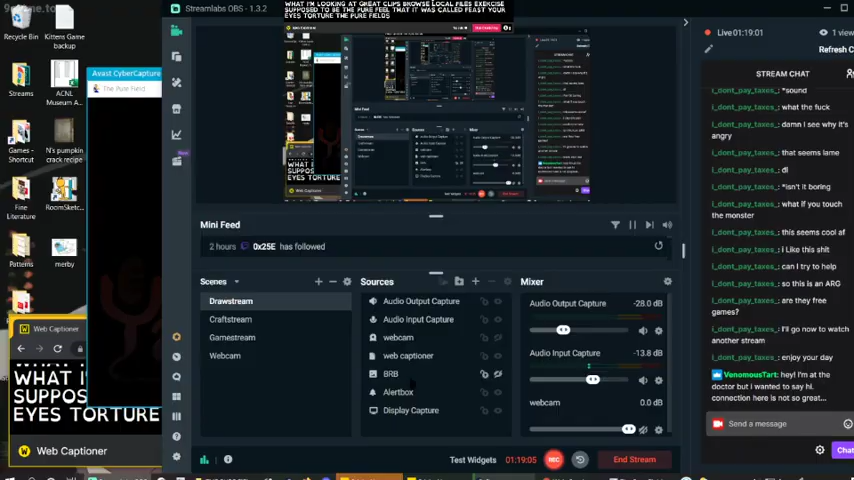 WHAT I'M LOOKING AT GREAT CLIPS BROWSE LOCAL FILES EXERCISE
SUPPOSED TO BE THE PURE FEEL THAT IT WAS CALLED FEAST YOUR
EYES TORTURE THE PURE FIELDS
Streamlabs OBS - 1.3.2
Recycle Bin
Kittens Game
backup
Streams
ACNL
Museum A...
Games -
Shortcut
N's pumpkin
crack recipe
Fine
Literature
RoomSketc...
Patterns
merby
Avast CyberCapture
The Pure Field
Web Captioner
WHAT I
SUPPOS
EYES TORTURE
Web Captioner
Mini Feed
2 hours
0x25E has followed
Scenes
Drawstream
Craftstream
Gamestream
Webcam
Sources
Audio Output Capture
Audio Input Capture
webcam
web captioner
BRB
Alertbox
Display Capture
Mixer
Audio Output Capture
-28.0 dB
Audio Input Capture
-13.8 dB
webcam
0.0 dB
Test Widgets
01:19:05
REC
End Stream
Live 01:19:01
1 view
Refresh C
STREAM CHAT
i_dont_pay_taxes_:
*sound
i_dont_pay_taxes_:
what the fuck
i_dont_pay_taxes_:
damn I see why it's
angry
i_dont_pay_taxes_:
that seems lame
i_dont_pay_taxes_:
dl
i_dont_pay_taxes_:
*isn't it boring
i_dont_pay_taxes_:
what if you touch
the monster
i_dont_pay_taxes_:
this seems cool af
i_dont_pay_taxes_:
i Like this shit
i_dont_pay_taxes_:
can I try to help
i_dont_pay_taxes_:
so this is an ARG
i_dont_pay_taxes_:
are they free
games?
i_dont_pay_taxes_:
I'll go now to watch
another stream
i_dont_pay_taxes_:
enjoy your day
VenomousTart:
hey! I'm at the
doctor but i wanted to say hi.
connection here is not so great...
Send a message
Chat